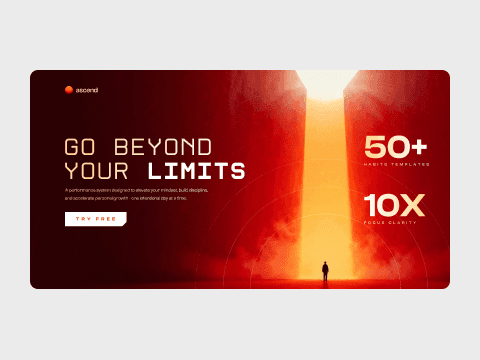 ascend
GO BEYOND
YOUR LIMITS
A performance system designed to elevate your mindset, build discipline,
and accelerate personal growth - one intentional day at a time.
TRY FREE
50+
HABITS TEMPLATES
10X
FOCUS CLARITY